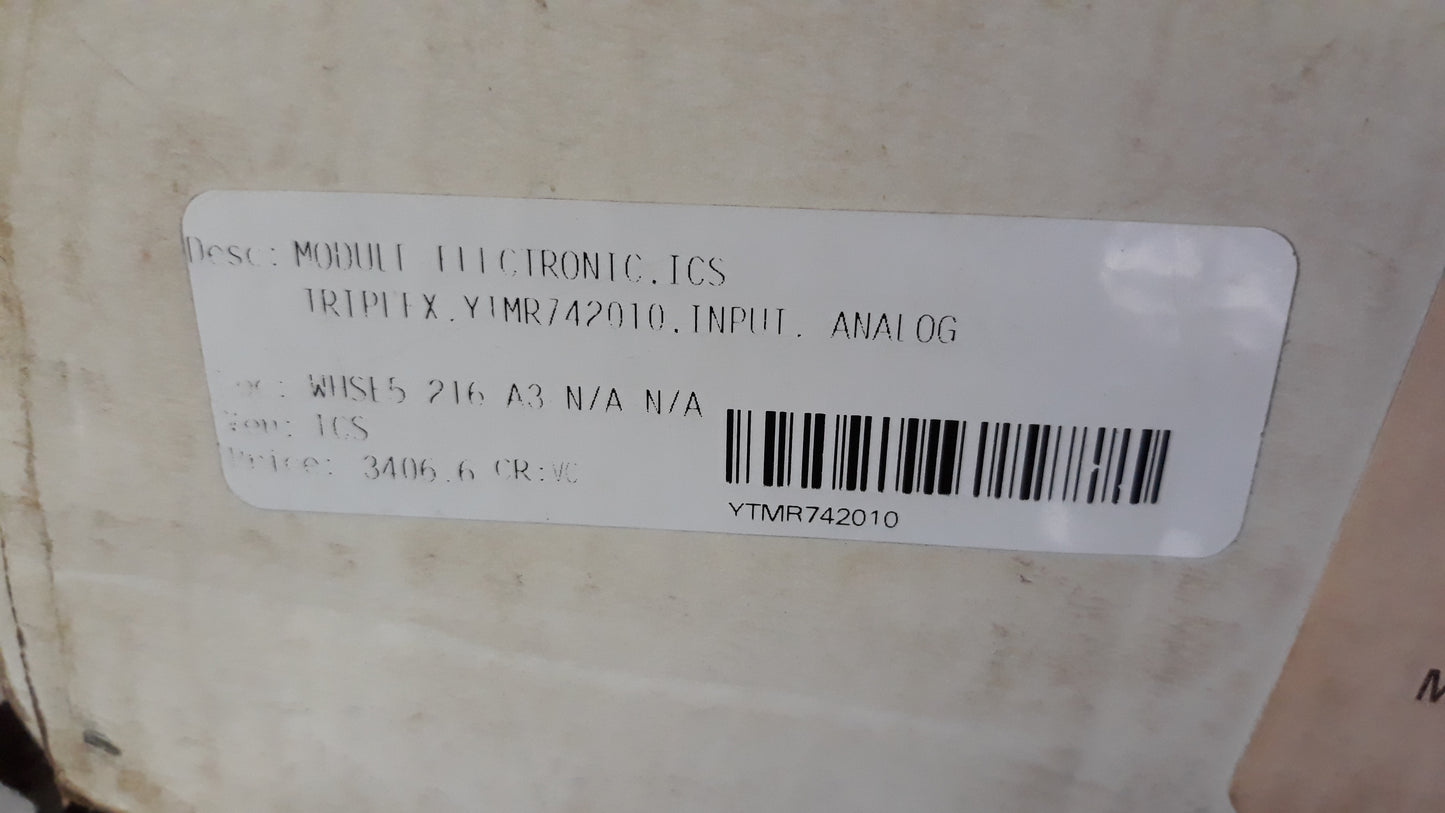 Desc: MODULE ELECTRONIC.ICS
TRIPLEX.YTMR742010.INPUT. ANALOG
Loc: WHSE5 216 A3 N/A N/A
Ven: ICS
Price: 3406.6 CR:VC
YTMR742010